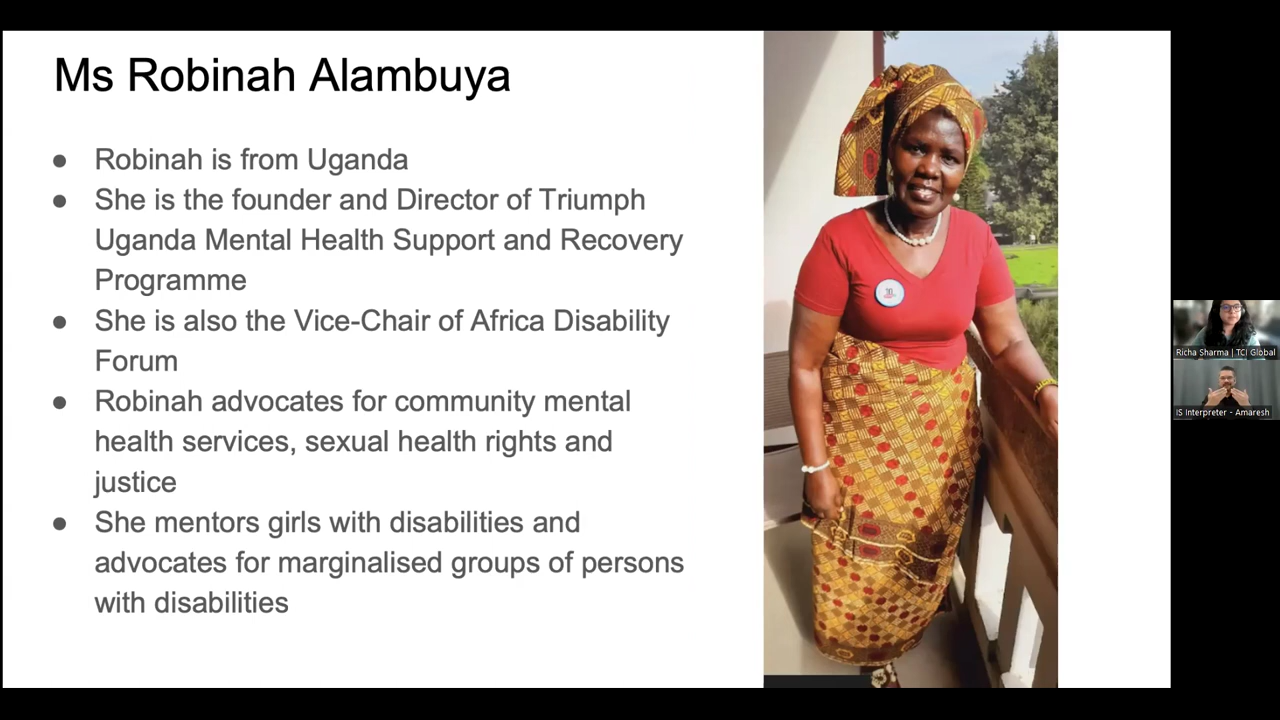 Ms Robinah Alambuya
● Robinah is from Uganda
● She is the founder and Director of Triumph
Uganda Mental Health Support and Recovery
Programme
● She is also the Vice-Chair of Africa Disability
Forum
● Robinah advocates for community mental
health services, sexual health rights and
justice
● She mentors girls with disabilities and
advocates for marginalised groups of persons
with disabilities
Richa Sharma | TCI Global
IS Interpreter - Amaresh